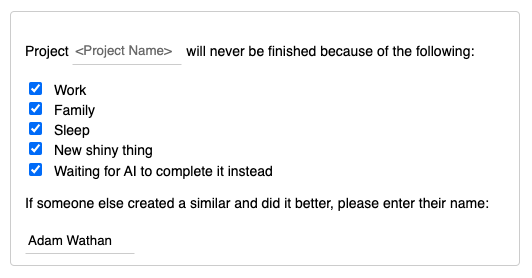 Project <Project Name> will never be finished because of the following:
Work
Family
Sleep
New shiny thing
Waiting for AI to complete it instead
If someone else created a similar and did it better, please enter their name:
Adam Wathan